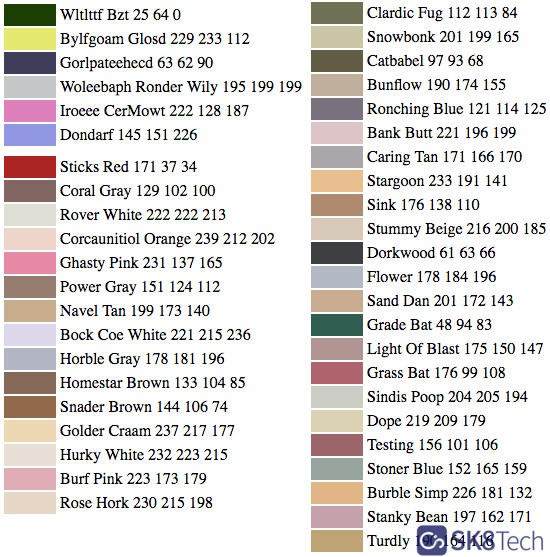 Wltlttf Bzt 25 64 0
Bylfgoam Glosd 229 233 112
Gorlpateehecd 63 62 90
Woleebaph Ronder Wily 195 199 199
Iroeee CerMowt 222 128 187
Dondarf 145 151 226
Sticks Red 171 37 34
Coral Gray 129 102 100
Rover White 222 222 213
Corcaunitiol Orange 239 212 202
Ghasty Pink 231 137 165
Power Gray 151 124 112
Navel Tan 199 173 140
Bock Coe White 221 215 236
Horble Gray 178 181 196
Homestar Brown 133 104 85
Snader Brown 144 106 74
Golder Craam 237 217 177
Hurky White 232 223 215
Burf Pink 223 173 179
Rose Hork 230 215 198
Clardic Fug 112 113 84
Snowbonk 201 199 165
Catbabel 97 93 68
Bunflow 190 174 155
Ronching Blue 121 114 125
Bank Butt 221 196 199
Caring Tan 171 166 170
Stargoon 233 191 141
Sink 176 138 110
Stummy Beige 216 200 185
Dorkwood 61 63 66
Flower 178 184 196
Sand Dan 201 172 143
Grade Bat 48 94 83
Light Of Blast 175 150 147
Grass Bat 176 99 108
Sindis Poop 204 205 194
Dope 219 209 179
Testing 156 101 106
Stoner Blue 152 165 159
Burble Simp 226 181 132
Stanky Bean 197 162 171
Turdly 190 164 116
SK8Tech